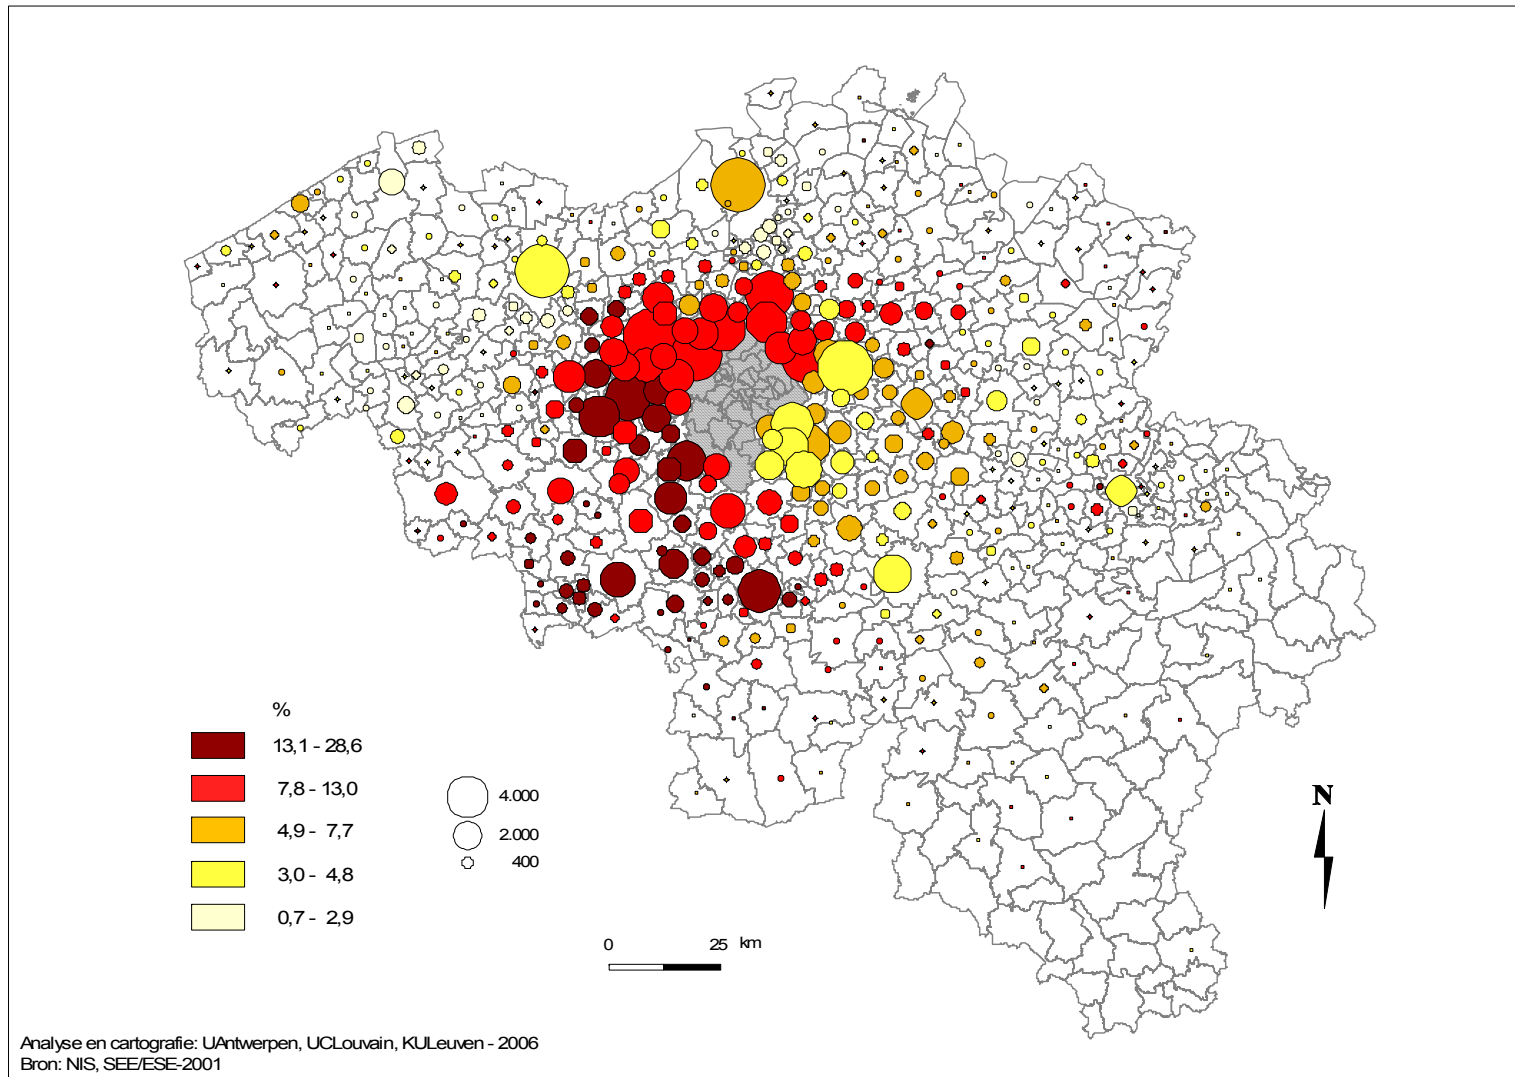 %
13,1 - 28,6
7,8 - 13,0
4,9 - 7,7
3,0 - 4,8
0,7 - 2,9
4.000
2.000
400
N
0 25 km
Analyse en cartografie: UAntwerpen, UCLouvain, KULeuven - 2006
Bron: NIS, SEE/ESE-2001